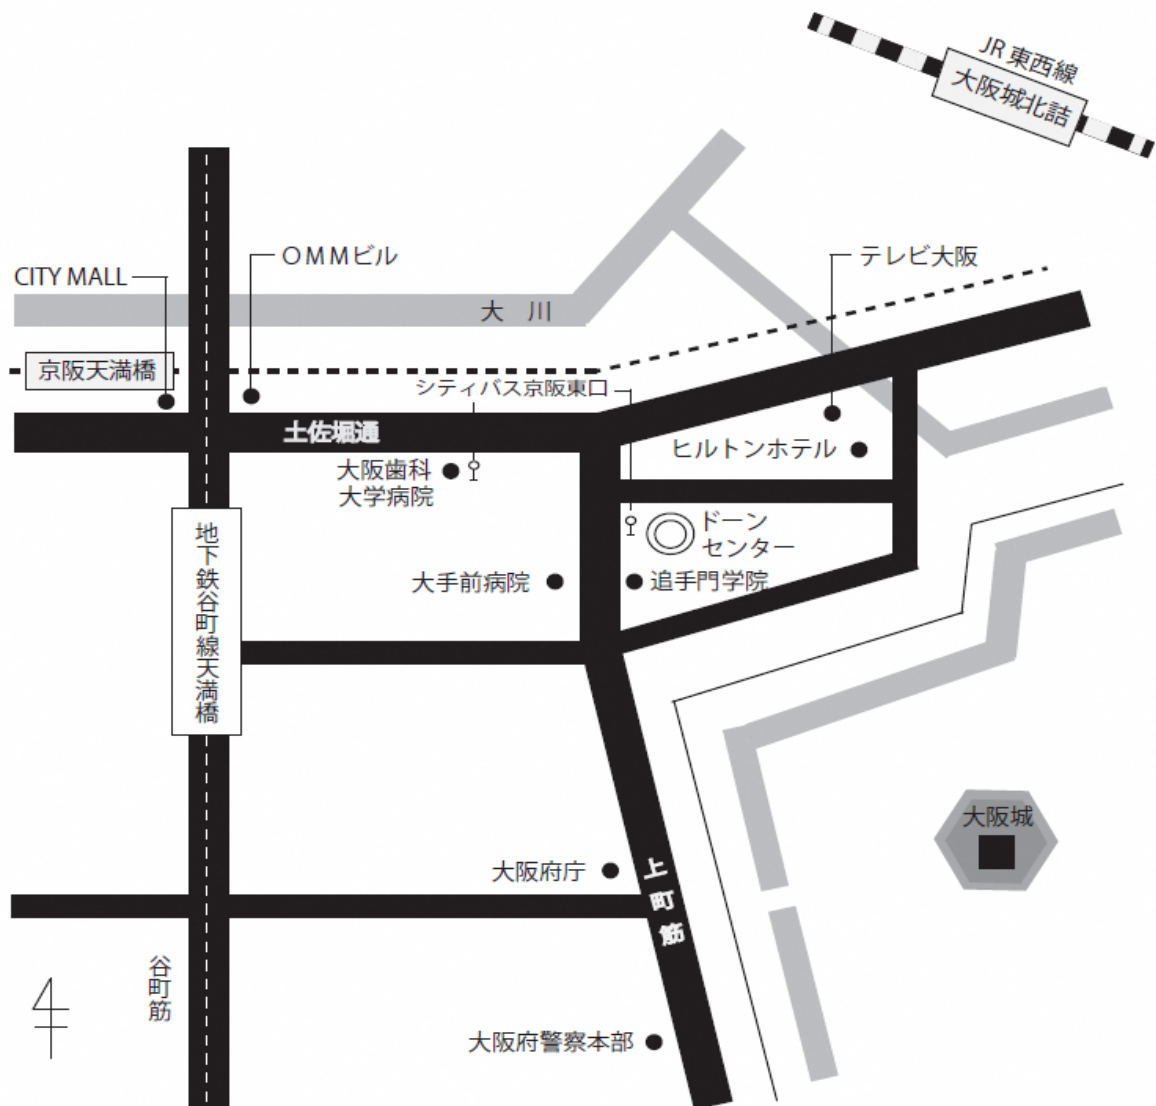 JR 東西線
大阪城北詰
OMMビル
テレビ大阪
CITY MALL
大 川
京阪天満橋
シティバス京阪東口
土佐堀通
ヒルトンホテル
大阪歯科
大学病院
ドーン
センター
地下鉄谷町線天満橋
大手前病院
追手門学院
大阪城
大阪府庁
上町筋
谷町筋
大阪府警察本部